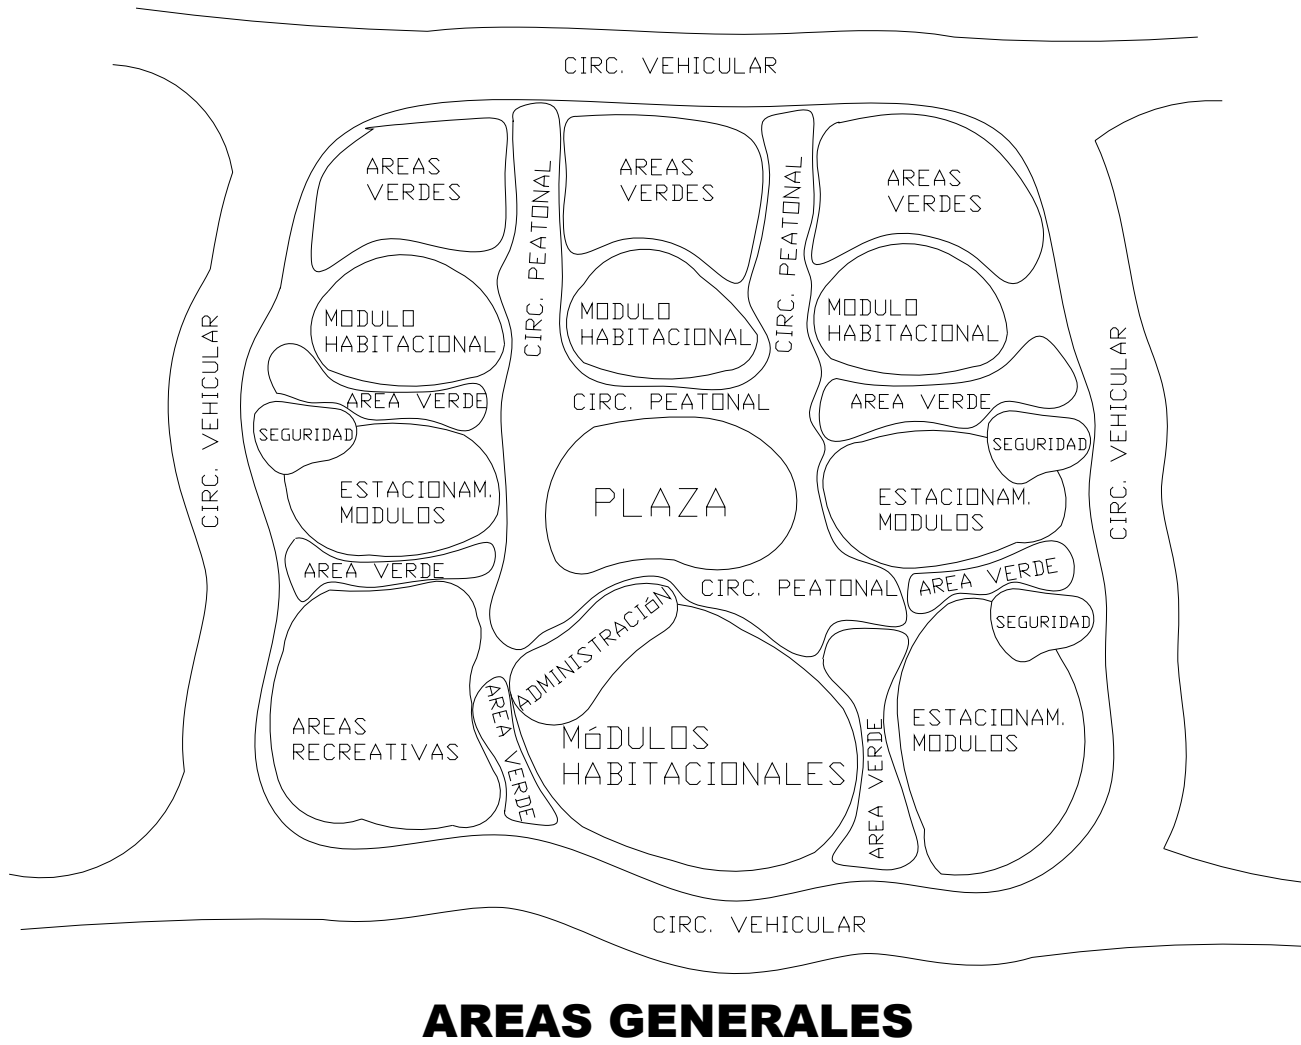 CIRC. VEHICULAR
AREAS
VERDES
CIRC. PEATONAL
AREAS
VERDES
CIRC. PEATONAL
AREAS
VERDES
MODULO
HABITACIONAL
MODULO
HABITACIONAL
MODULO
HABITACIONAL
CIRC. VEHICULAR
CIRC. VEHICULAR
AREA VERDE
CIRC. PEATONAL
AREA VERDE
SEGURIDAD
SEGURIDAD
ESTACIONAM.
MODULOS
PLAZA
ESTACIONAM.
MODULOS
AREA VERDE
CIRC. PEATONAL
AREA VERDE
ADMINISTRACIóN
SEGURIDAD
AREAS
RECREATIVAS
AREA VERDE
MóDULOS
HABITACIONALES
AREA VERDE
ESTACIONAM.
MODULOS
CIRC. VEHICULAR
AREAS GENERALES